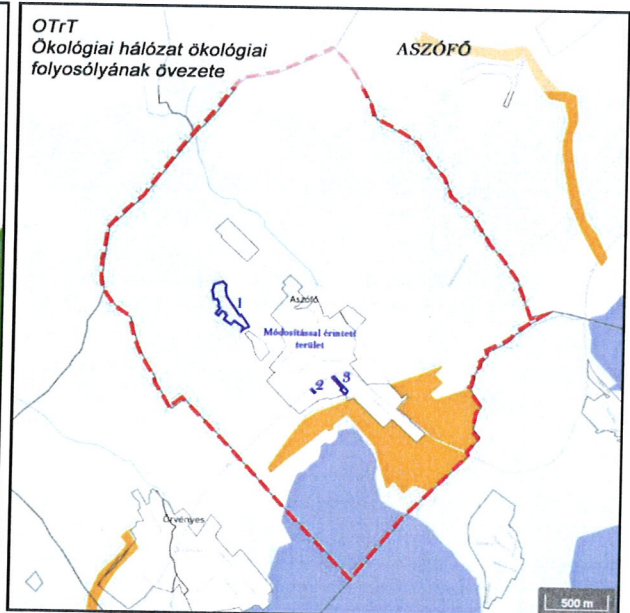 OTrT
Ökológiai hálózat ökológiai
folyosólyának övezete
ASZÓFŐ
1
Aszófő
Módosítással érintett
terület
2
3
Örvényes
500 m